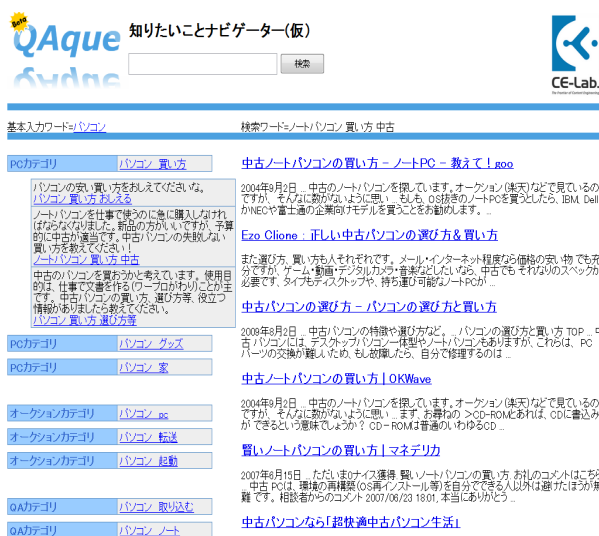 Beta
QAque
知りたいことナビゲーター(仮)
検索
CE-Lab.
基本入力ワード=パソコン
検索ワード=ノートパソコン 買い方 中古
PCカテゴリ
パソコン 買い方
パソコンの安い買い方をおしえてくださいな。
パソコン 買い方 おしえる
ノートパソコンを仕事で使うのに急に購入しなけれ
ばならなくなりました。新品の方がいいですが、予算
的に中古が適当です。中古パソコンの失敗しない
買い方を教えてください!
ノートパソコン 買い方 中古
中古のパソコンを買おうかと考えています。 使用目
的は、仕事で文書を作る(ワープロがわり)ことが主
です。中古パソコンの買い方、選び方等、役立つ
情報がありましたら教えてください。
パソコン 買い方 選び方等
PCカテゴリ
パソコン グッズ
PCカテゴリ
パソコン 家
オークションカテゴリ
パソコン pc
オークションカテゴリ
パソコン 転送
オークションカテゴリ
パソコン 起動
QAカテゴリ
パソコン 取り込む
QAカテゴリ
パソコン ノート
中古ノートパソコンの買い方 - ノートPC - 教えて!goo
2004年9月2日 ... 中古のノートパソコンを探しています。オークション(楽天)などで見ているの
ですが、そんなに数がないように思い ... もしも、OS抜きのノートPCを買うとしたら、IBM、Dell
かNECや富士通の企業向けモデルを買うことをお勧めします。 ...
Ezo Clione : 正しい中古パソコンの選び方&買い方
また選び方、買い方も人それぞれです。メール・インターネット程度なら価格の安い物 でも充
分ですが、ゲーム・動画・デジタルカメラ・音楽などしたいなら、中古でも それなりのスペックが
必要です、タイプもディスクトップや、持ち運び可能なノートPCが ...
中古パソコンの選び方 - パソコンの選び方と買い方
2009年8月2日 ... 中古パソコンの特徴や選び方など。 ... パソコンの選び方と買い方 TOP ... 中
古 パソコンには、デスクトップパソコン一体型やノートパソコンもありますが、これらは、PC
パーツの交換が難しいため、もし故障したら、自分で修理するのは ...
中古ノートパソコンの買い方 | OKWave
2004年9月2日 ... 中古のノートパソコンを探しています。オークション(楽天)などで見ているの
ですが、そんなに数がないように思い ... まず、お尋ねの >CD-ROMとあれば、CDに書込み
が できるという意味でしょうか? CD-ROMは普通のいわゆるCD ...
賢いノートパソコンの買い方 | マネデリカ
2007年6月15日 ... ただいま0ナイス獲得. 賢いノートパソコンの買い方. お礼のコメントはこちら
... 中古 PCは、環境の再構築(OS再インストール等)を自分でできる人以外は避けたほうが無
難 です。相談者からのコメント 2007/06/23 18:01, 本当にありがとう ...
中古パソコンなら「超快適中古パソコン生活」